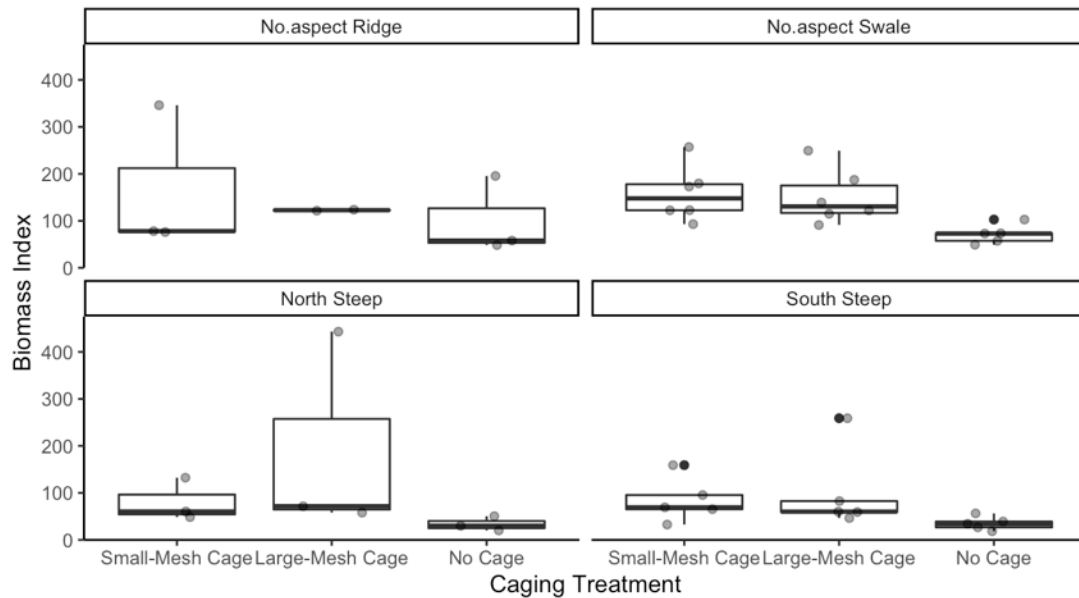 No.aspect Ridge
No.aspect Swale
400
300
200
100
0
North Steep
South Steep
400
300
200
100
0
Biomass Index
Small-Mesh Cage Large-Mesh Cage No Cage
Small-Mesh Cage Large-Mesh Cage No Cage
Caging Treatment